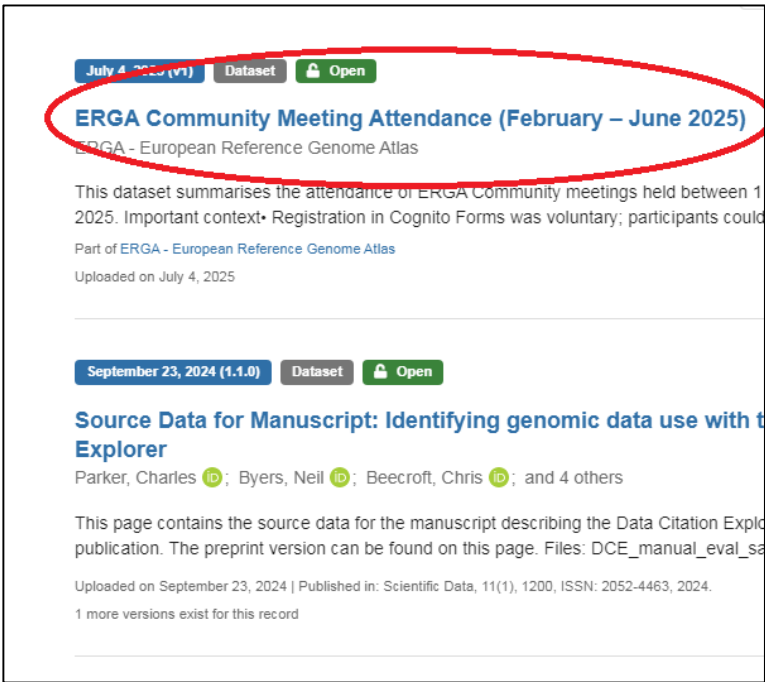 July 4, 2025 (v1) Dataset Open
ERGA Community Meeting Attendance (February – June 2025)
ERGA - European Reference Genome Atlas
This dataset summarises the attendance of ERGA Community meetings held between 1
2025. Important context• Registration in Cognito Forms was voluntary; participants could
Part of ERGA - European Reference Genome Atlas
Uploaded on July 4, 2025
September 23, 2024 (1.1.0) Dataset Open
Source Data for Manuscript: Identifying genomic data use with t
Explorer
Parker, Charles iD; Byers, Neil iD; Beecroft, Chris iD; and 4 others
This page contains the source data for the manuscript describing the Data Citation Explo
publication. The preprint version can be found on this page. Files: DCE_manual_eval_sa
Uploaded on September 23, 2024 | Published in: Scientific Data, 11(1), 1200, ISSN: 2052-4463, 2024.
1 more versions exist for this record